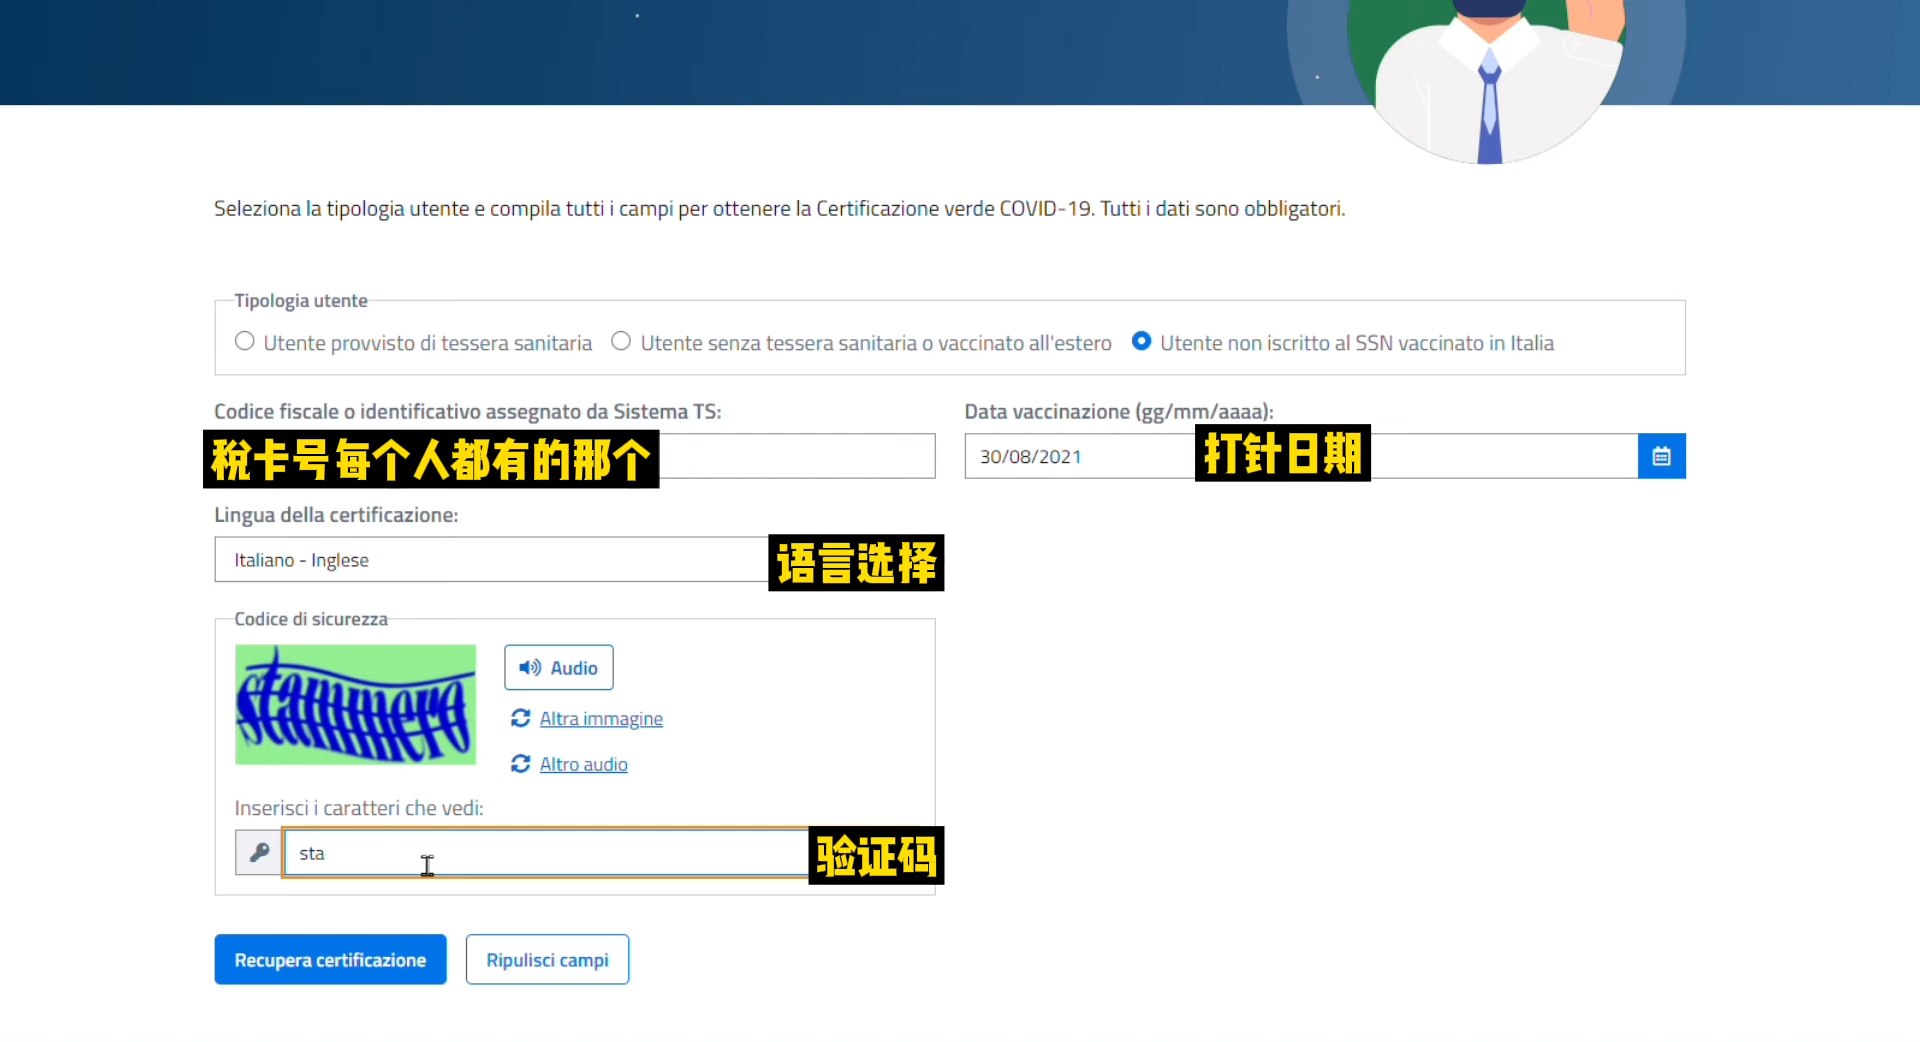 Seleziona la tipologia utente e compila tutti i campi per ottenere la Certificazione verde COVID-19. Tutti i dati sono obbligatori.
Tipologia utente
Utente provvisto di tessera sanitaria Utente senza tessera sanitaria o vaccinato all'estero Utente non iscritto al SSN vaccinato in Italia
Codice fiscale o identificativo assegnato da Sistema TS:
税卡号每个人都有的那个
Data vaccinazione (gg/mm/aaaa):
30/08/2021
打针日期
Lingua della certificazione:
Italiano - Inglese
语言选择
Codice di sicurezza
stammero
Audio
Altra immagine
Altro audio
Inserisci i caratteri che vedi:
sta
验证码
Recupera certificazione Ripulisci campi